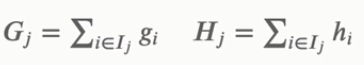 G_j = ∑_{i∈I_j} g_i    H_j = ∑_{i∈I_j} h_i